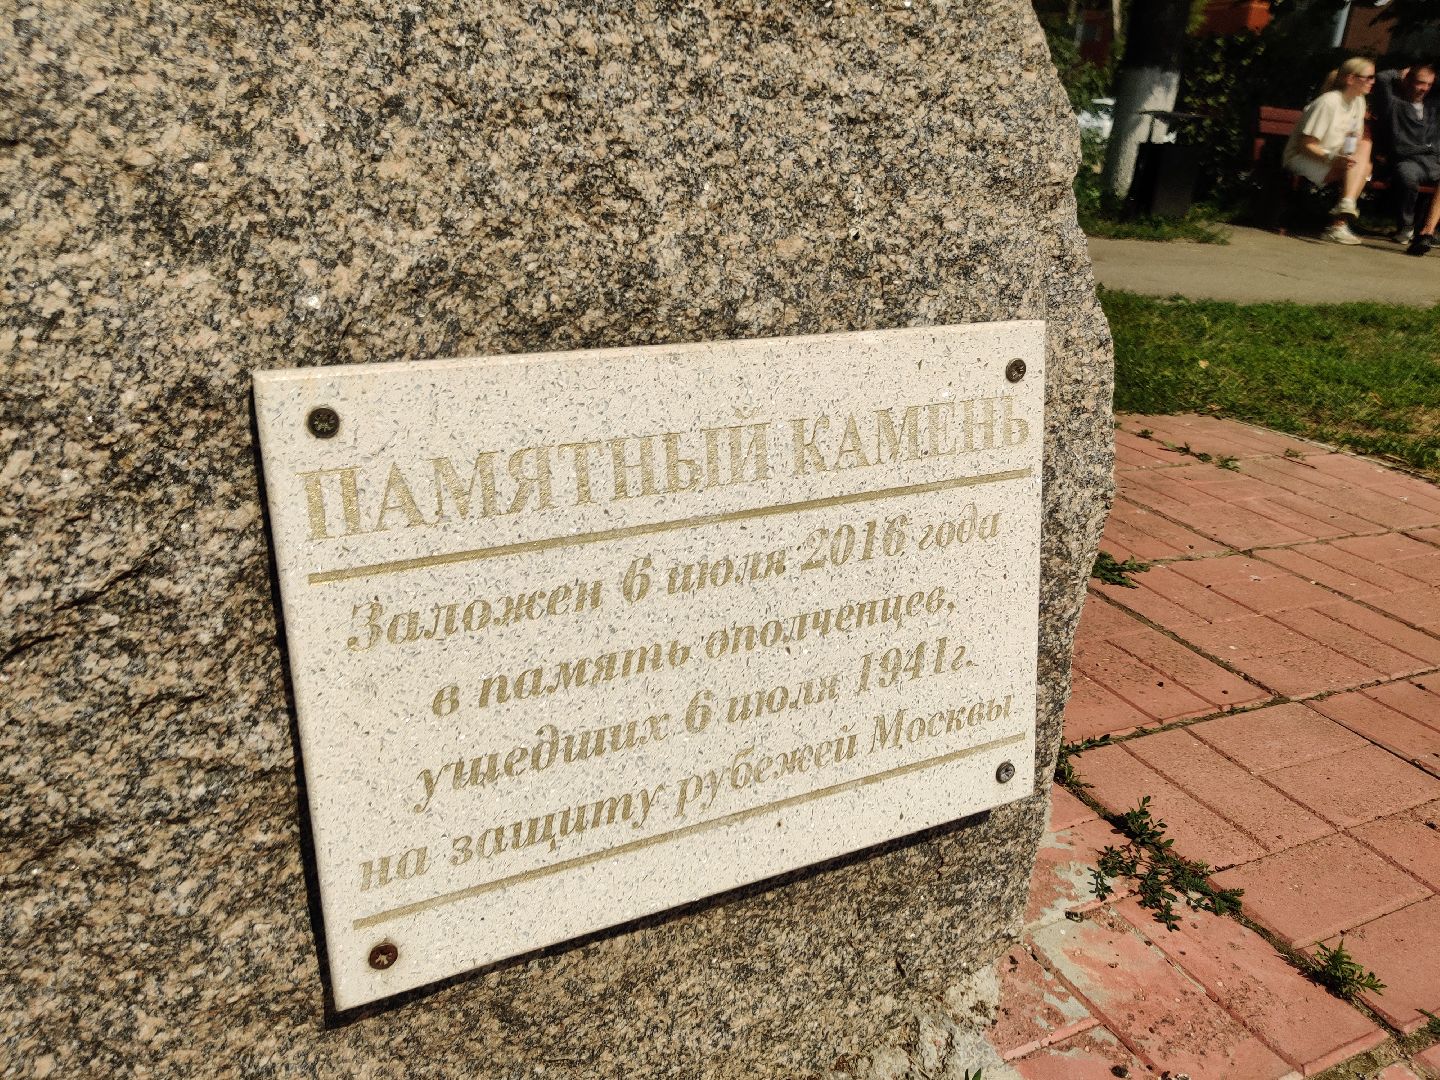 ПАМЯТНЫЙ КАМЕНЬ
Заложен 6 июля 2016 года
в память ополченцев,
ушедших 6 июля 1941г.
на защиту рубежей Москвы